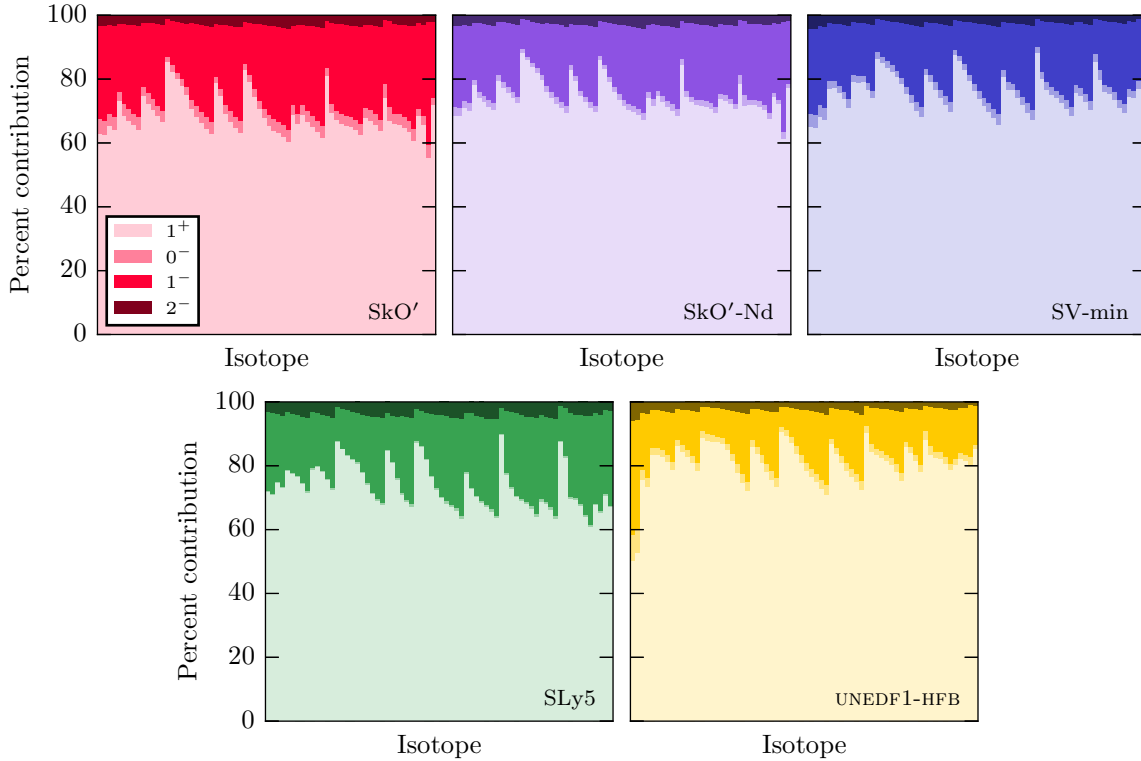 100
80
60
40
20
0
Percent contribution
1⁺
0⁻
1⁻
2⁻
SkO′
SkO′-Nd
SV-min
Isotope
Isotope
Isotope
100
80
60
40
20
0
Percent contribution
SLy5
UNEDF1-HFB
Isotope
Isotope